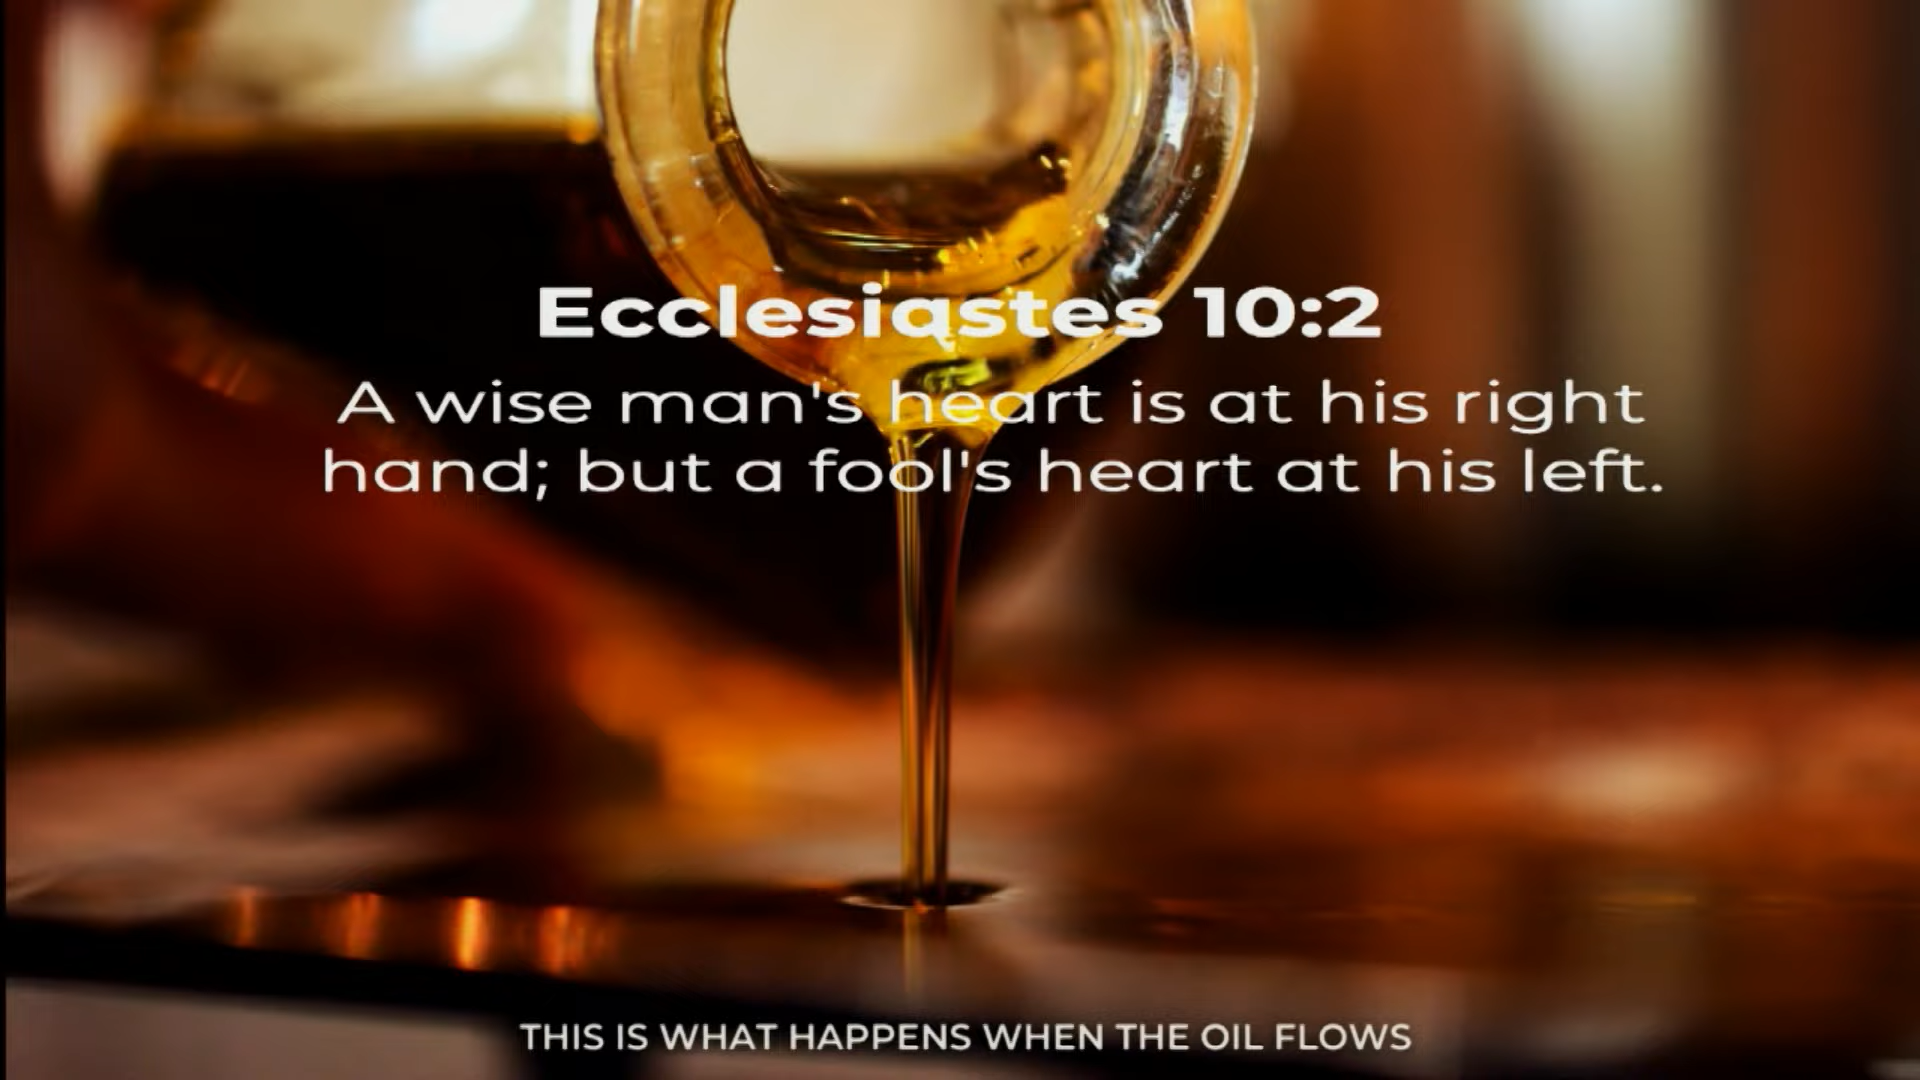 Ecclesiastes 10:2
A wise man's heart is at his right
hand; but a fool's heart at his left.
THIS IS WHAT HAPPENS WHEN THE OIL FLOWS